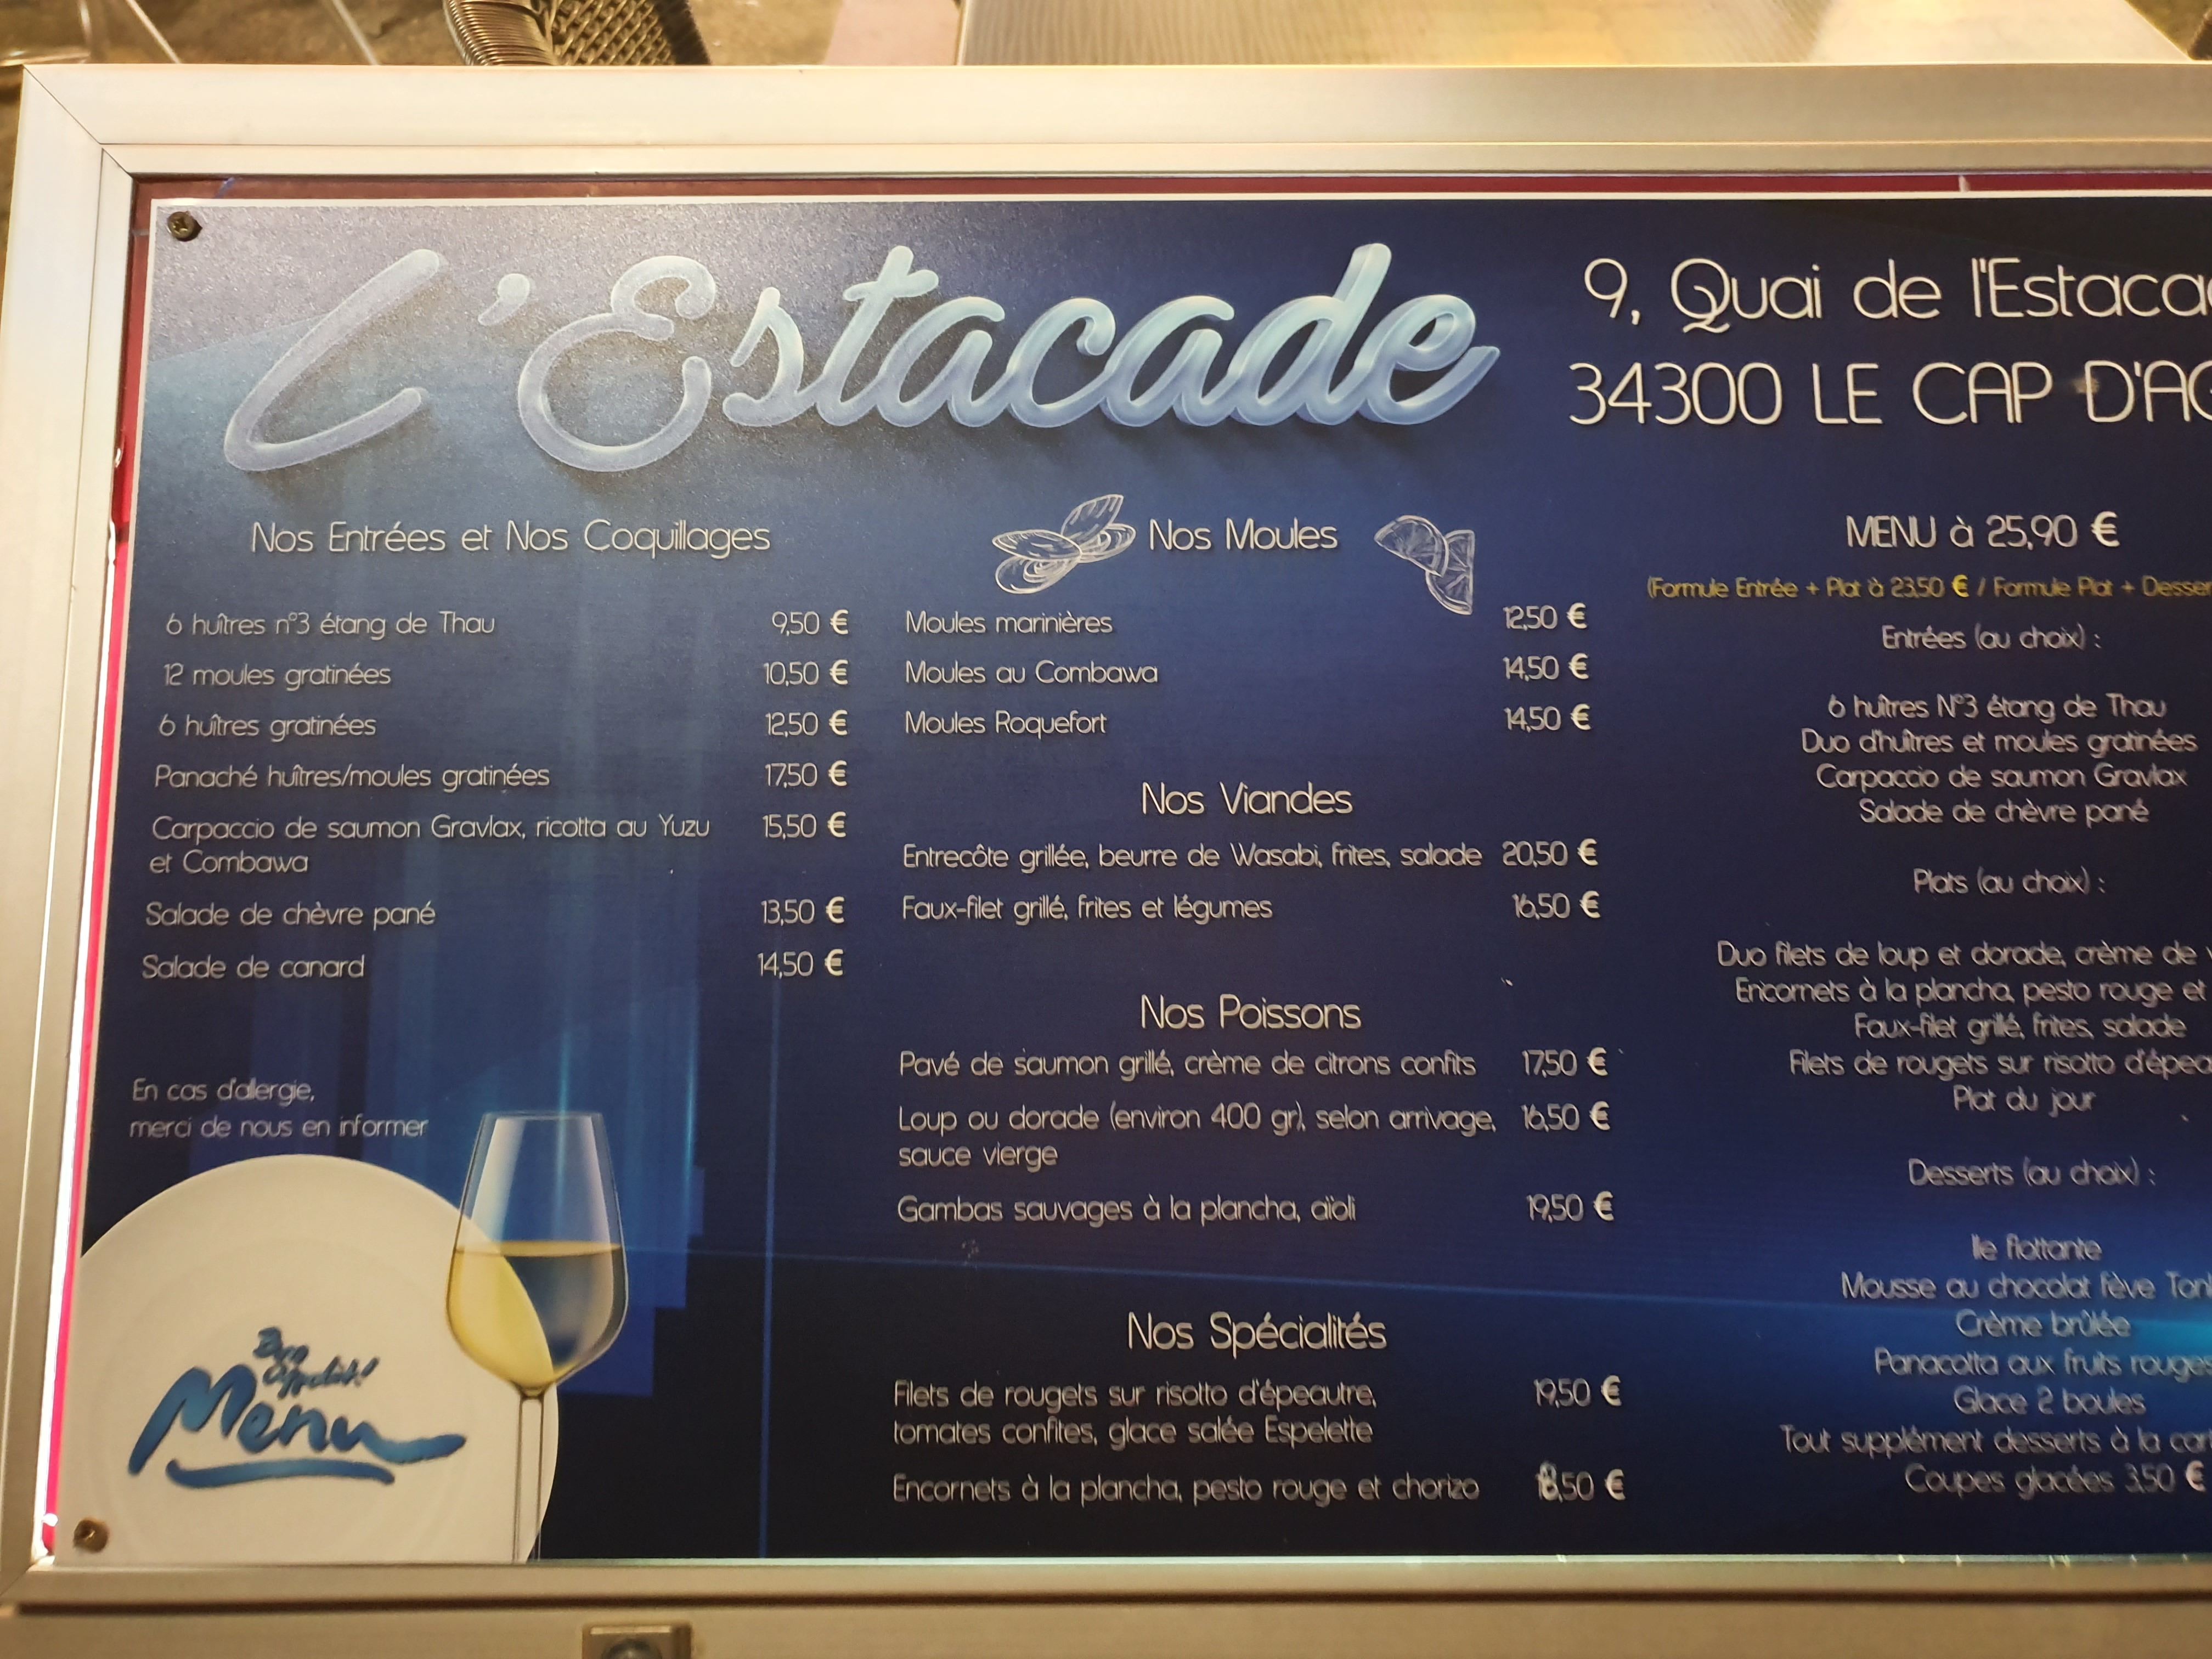 L'Estacade
9, Quai de l'Estaca
34300 LE CAP D'AG
Nos Entrées et Nos Coquillages
6 huîtres n°3 étang de Thau 9,50 €
12 moules gratinées 10,50 €
6 huîtres gratinées 12,50 €
Panaché huîtres/moules gratinées 17,50 €
Carpaccio de saumon Gravlax, ricotta au Yuzu 15,50 €
et Combawa
Salade de chèvre pané 13,50 €
Salade de canard 14,50 €
En cas d'allergie,
merci de nous en informer
Bon
Appétit!
Menu
Nos Moules
Moules marinières 12,50 €
Moules au Combawa 14,50 €
Moules Roquefort 14,50 €
Nos Viandes
Entrecôte grillée, beurre de Wasabi, frites, salade 20,50 €
Faux-filet grillé, frites et légumes 16,50 €
Nos Poissons
Pavé de saumon grillé, crème de citrons confits 17,50 €
Loup ou dorade (environ 400 gr), selon arrivage, 16,50 €
sauce vierge
Gambas sauvages à la plancha, aïoli 19,50 €
Nos Spécialités
Filets de rougets sur risotto d'épeautre, 19,50 €
tomates confites, glace salée Espelette
Encornets à la plancha, pesto rouge et chorizo 18,50 €
MENU à 25,90 €
(Formule Entrée + Plat à 23,50 € / Formule Plat + Desser
Entrées (au choix) :
6 huîtres N°3 étang de Thau
Duo d'huîtres et moules gratinées
Carpaccio de saumon Gravlax
Salade de chèvre pané
Plats (au choix) :
Duo filets de loup et dorade, crème de
Encornets à la plancha, pesto rouge et
Faux-filet grillé, frites, salade
Filets de rougets sur risotto d'épea
Plat du jour
Desserts (au choix) :
Ile flottante
Mousse au chocolat fève Ton
Crème brûlée
Panacotta aux fruits rouges
Glace 2 boules
Tout supplément desserts à la car
Coupes glacées 3,50 €